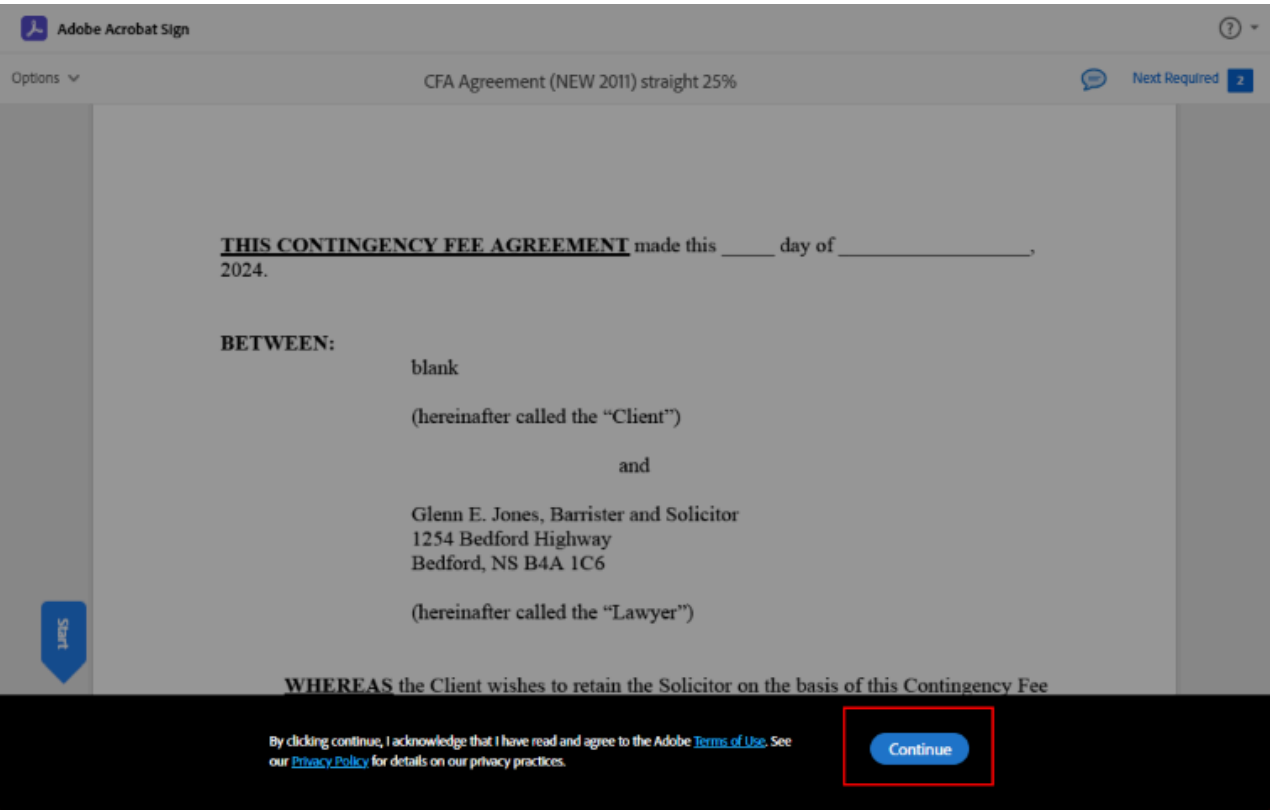 Adobe Acrobat Sign
Options
CFA Agreement (NEW 2011) straight 25%
Next Required 2
THIS CONTINGENCY FEE AGREEMENT made this _____ day of __________________,
2024.
BETWEEN:
blank
(hereinafter called the “Client”)
and
Glenn E. Jones, Barrister and Solicitor
1254 Bedford Highway
Bedford, NS B4A 1C6
(hereinafter called the “Lawyer”)
Start
WHEREAS the Client wishes to retain the Solicitor on the basis of this Contingency Fee
By clicking continue, I acknowledge that I have read and agree to the Adobe Terms of Use. See
our Privacy Policy for details on our privacy practices.
Continue